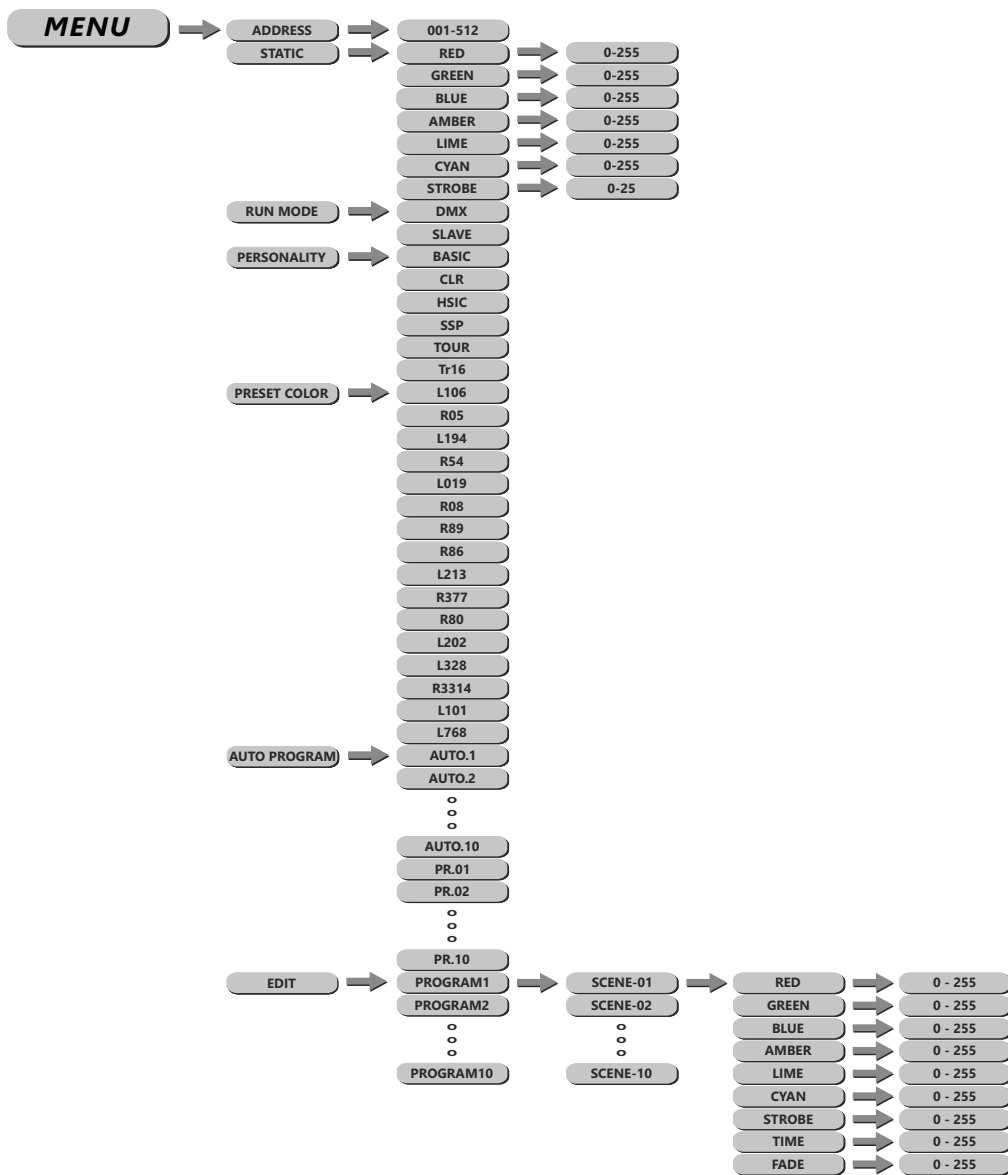 MENU
ADDRESS 001-512
STATIC RED 0-255
GREEN 0-255
BLUE 0-255
AMBER 0-255
LIME 0-255
CYAN 0-255
STROBE 0-25
RUN MODE DMX
SLAVE
PERSONALITY BASIC
CLR
HSIC
SSP
TOUR
Tr16
PRESET COLOR L106
R05
L194
R54
L019
R08
R89
R86
L213
R377
R80
L202
L328
R3314
L101
L768
AUTO PROGRAM AUTO.1
AUTO.2
AUTO.10
PR.01
PR.02
PR.10
EDIT PROGRAM1 SCENE-01 RED 0 - 255
PROGRAM2 SCENE-02 GREEN 0 - 255
BLUE 0 - 255
AMBER 0 - 255
PROGRAM10 SCENE-10 LIME 0 - 255
CYAN 0 - 255
STROBE 0 - 255
TIME 0 - 255
FADE 0 - 255